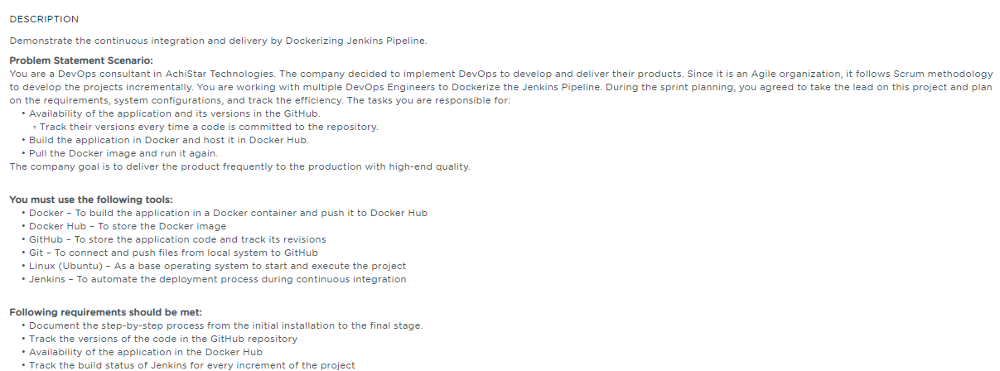 DESCRIPTION
Demonstrate the continuous integration and delivery by Dockerizing Jenkins Pipeline.
Problem Statement Scenario:
You are a DevOps consultant in AchiStar Technologies. The company decided to implement DevOps to develop and deliver their products. Since it is an Agile organization, it follows Scrum methodology
to develop the projects incrementally. You are working with multiple DevOps Engineers to Dockerize the Jenkins Pipeline. During the sprint planning, you agreed to take the lead on this project and plan
on the requirements, system configurations, and track the efficiency. The tasks you are responsible for:
• Availability of the application and its versions in the GitHub.
◦ Track their versions every time a code is committed to the repository.
• Build the application in Docker and host it in Docker Hub.
• Pull the Docker image and run it again.
The company goal is to deliver the product frequently to the production with high-end quality.
You must use the following tools:
• Docker – To build the application in a Docker container and push it to Docker Hub
• Docker Hub – To store the Docker image
• GitHub – To store the application code and track its revisions
• Git – To connect and push files from local system to GitHub
• Linux (Ubuntu) – As a base operating system to start and execute the project
• Jenkins – To automate the deployment process during continuous integration
Following requirements should be met:
• Document the step-by-step process from the initial installation to the final stage.
• Track the versions of the code in the GitHub repository
• Availability of the application in the Docker Hub
• Track the build status of Jenkins for every increment of the project